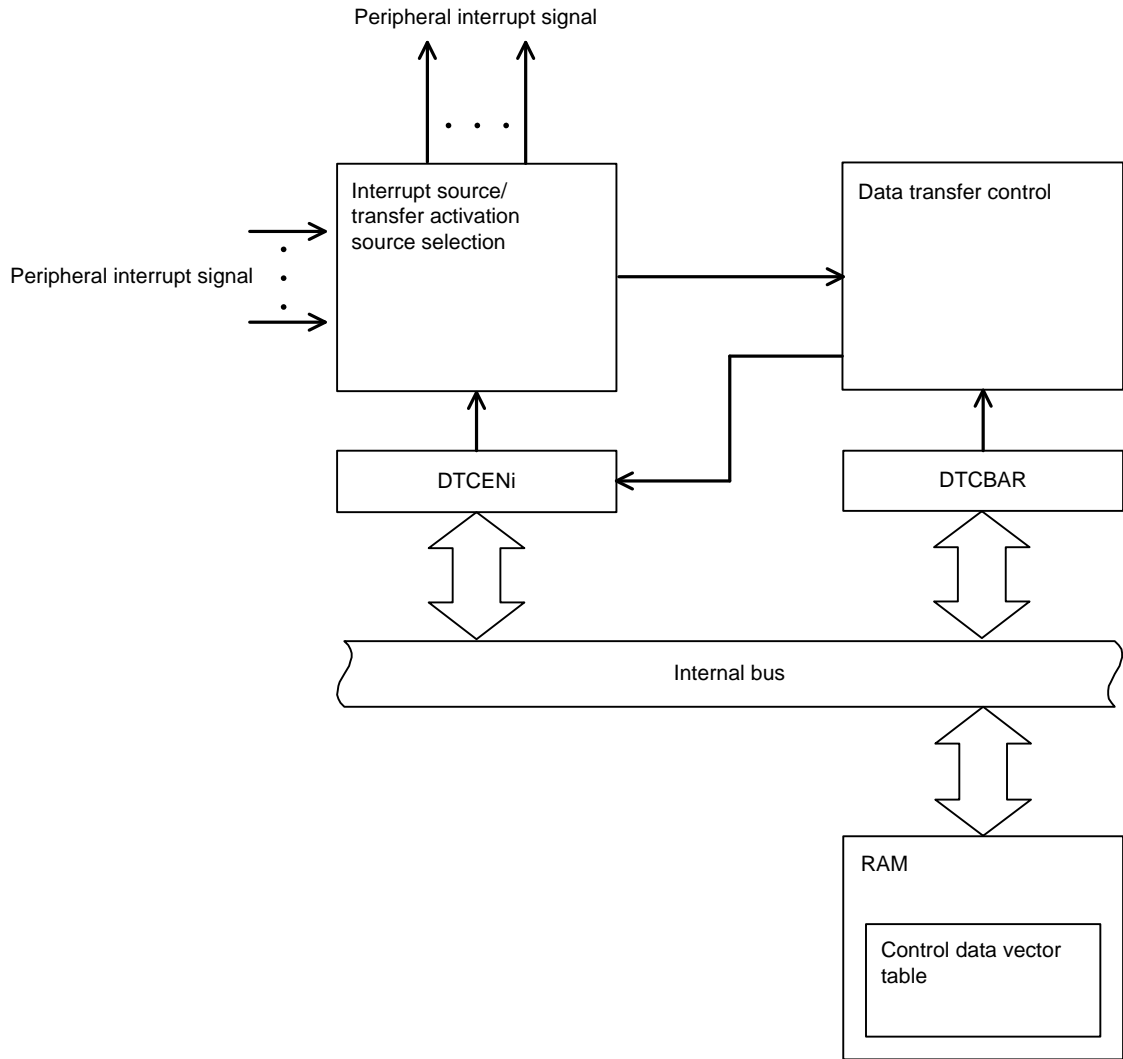 Peripheral interrupt signal
Interrupt source/
transfer activation
source selection
Data transfer control
Peripheral interrupt signal
DTCENi
DTCBAR
Internal bus
RAM
Control data vector
table